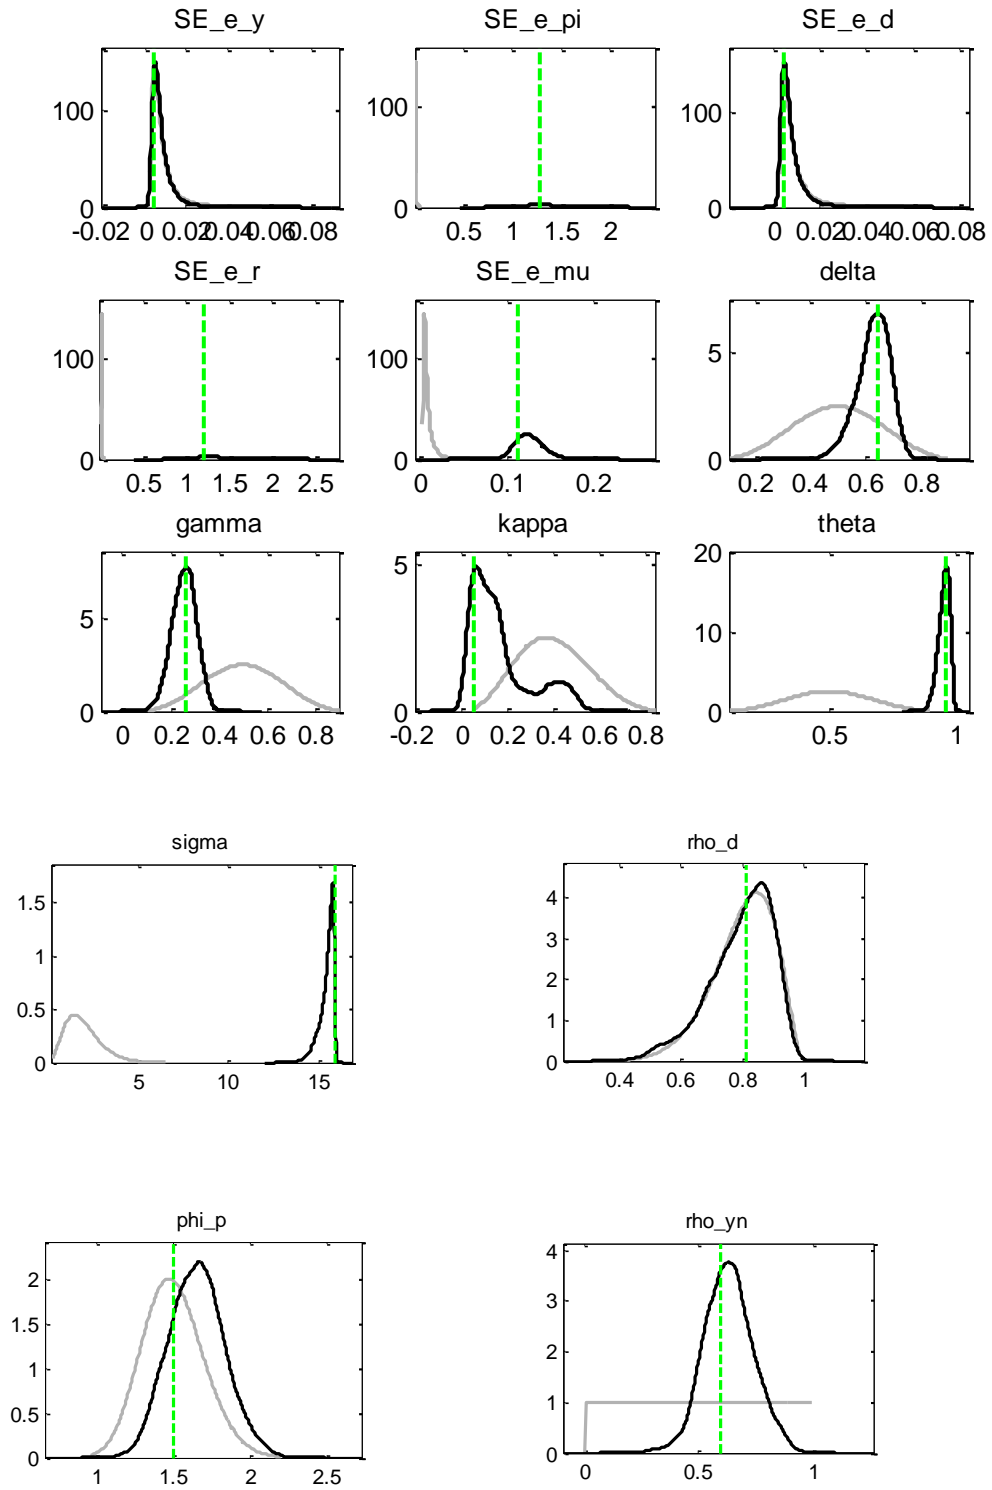 SE_e_y SE_e_pi SE_e_d
100 100 100
0 0 0
-0.02 0 0.02 0.04 0.06 0.08 0.5 1 1.5 2 0 0.02 0.04 0.06 0.08
SE_e_r SE_e_mu delta
100 100 5
0 0 0
0.5 1 1.5 2 2.5 0 0.1 0.2 0.2 0.4 0.6 0.8
gamma kappa theta
20
5 5 10
0 0 0
0 0.2 0.4 0.6 0.8 -0.2 0 0.2 0.4 0.6 0.8 0.5 1
sigma rho_d
1.5 4
3
1 2
0.5 1
0 0
5 10 15 0.4 0.6 0.8 1
phi_p rho_yn
2 4
1.5 3
1 2
0.5 1
0 0
1 1.5 2 2.5 0 0.5 1